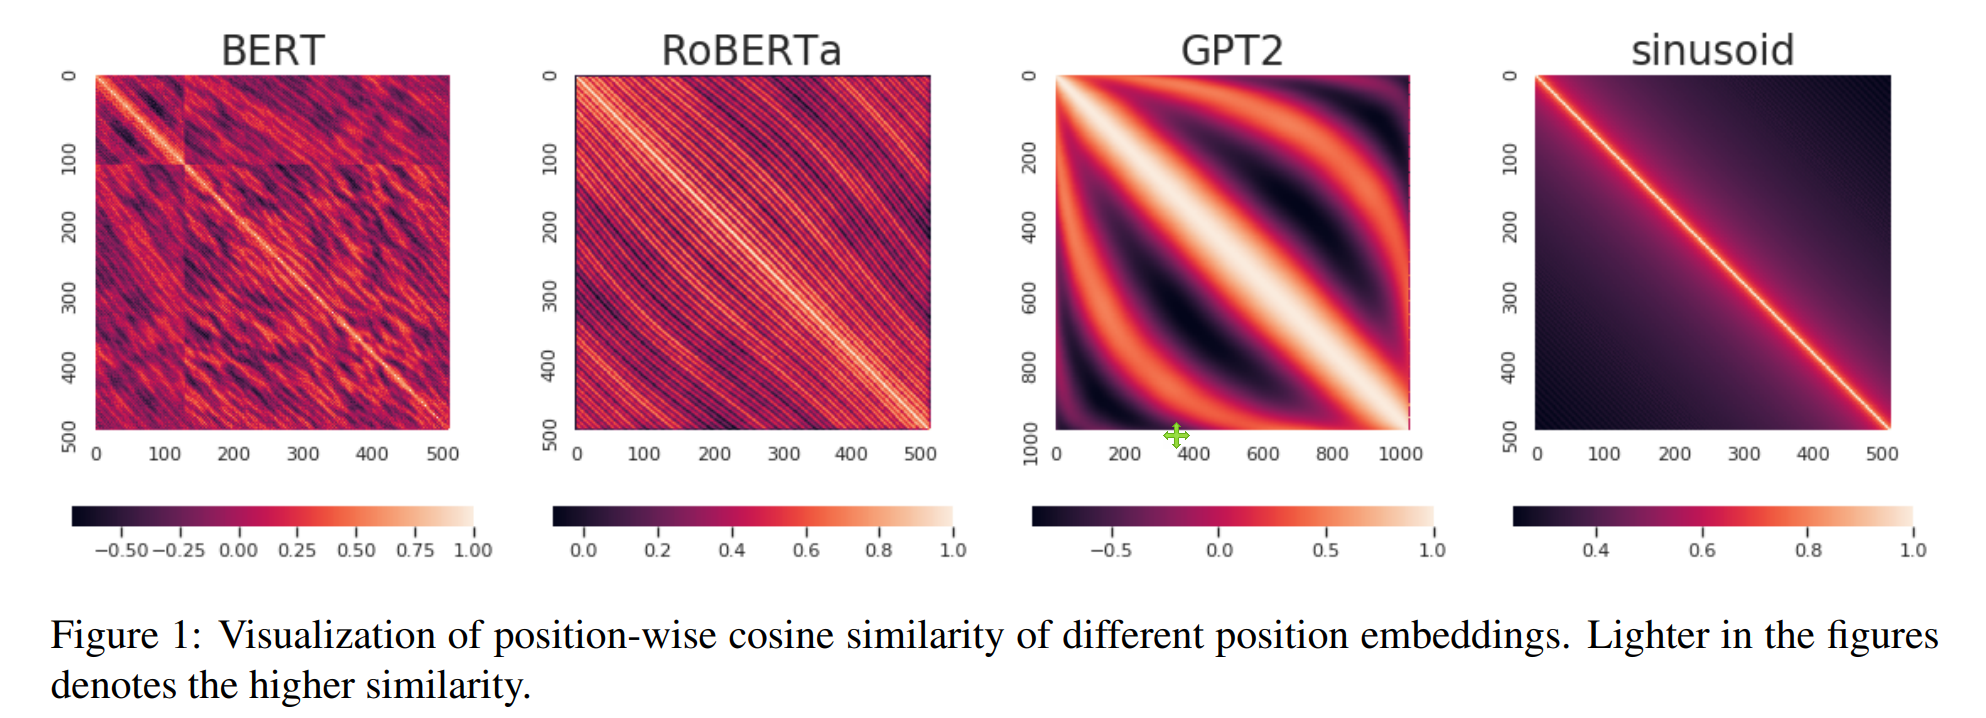 BERT RoBERTa GPT2 sinusoid
0 0 0 0
100 100 200 100
200 200 400 200
300 300 600 300
400 400 800 400
500 500 1000 500
0 100 200 300 400 500 0 100 200 300 400 500 0 200 400 600 800 1000 0 100 200 300 400 500
−0.50 −0.25 0.00 0.25 0.50 0.75 1.00 0.0 0.2 0.4 0.6 0.8 1.0 −0.5 0.0 0.5 1.0 0.4 0.6 0.8 1.0
Figure 1: Visualization of position-wise cosine similarity of different position embeddings. Lighter in the figures
denotes the higher similarity.